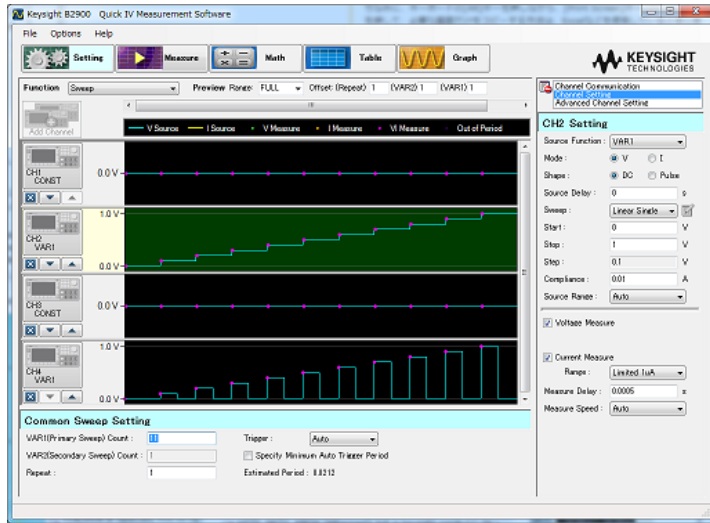 Keysight B2900 Quick IV Measurement Software
File Options Help
Setting Measure Math Table Graph
KEYSIGHT
TECHNOLOGIES
Function Sweep Preview Range: FULL Offset: (Repeat) 1 (VAR2) 1 (VAR1) 1
Add Channel
V Source I Source V Measure I Measure VI Measure Out of Period
CH1
CONST
0.0 V
1.0 V
CH2
VAR1
0.0 V
CH3
CONST
0.0 V
1.0 V
CH4
VAR1
0.0 V
Common Sweep Setting
VAR1(Primary Sweep) Count : 11 Trigger : Auto
VAR2(Secondary Sweep) Count : 1 Specify Minimum Auto Trigger Period
Repeat : 1 Estimated Period :
Channel Communication
Channel Setting
Advanced Channel Setting
CH2 Setting
Source Function : VAR1
Mode : V I
Shape : DC Pulse
Source Delay : 0 s
Sweep : Linear Single
Start : 0 V
Stop : 1 V
Step : 0.1 V
Compliance : 0.01 A
Source Range : Auto
Voltage Measure
Current Measure
Range : Limited 1uA
Measure Delay : 0.0005 s
Measure Speed : Auto